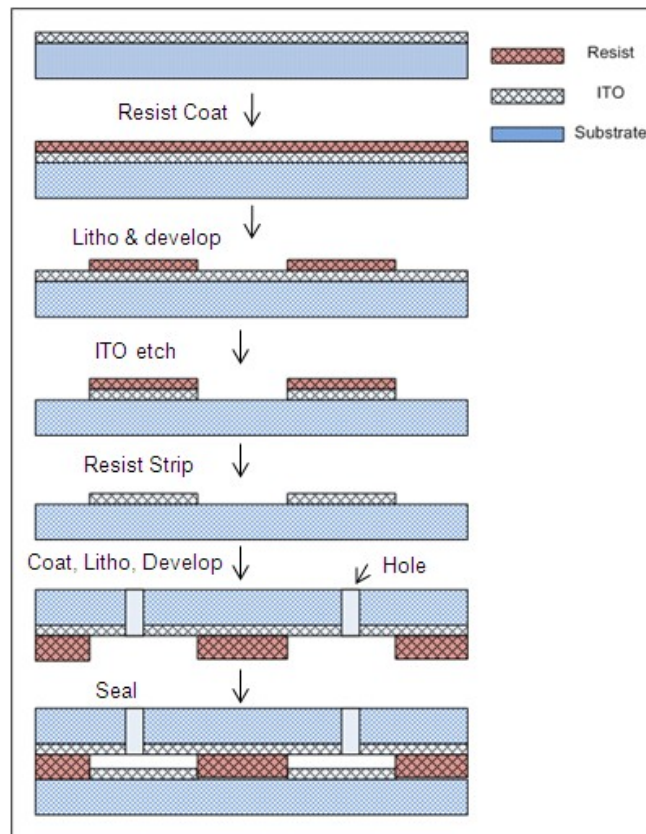 Resist
ITO
Substrate
Resist Coat
Litho & develop
ITO etch
Resist Strip
Coat, Litho, Develop
Hole
Seal